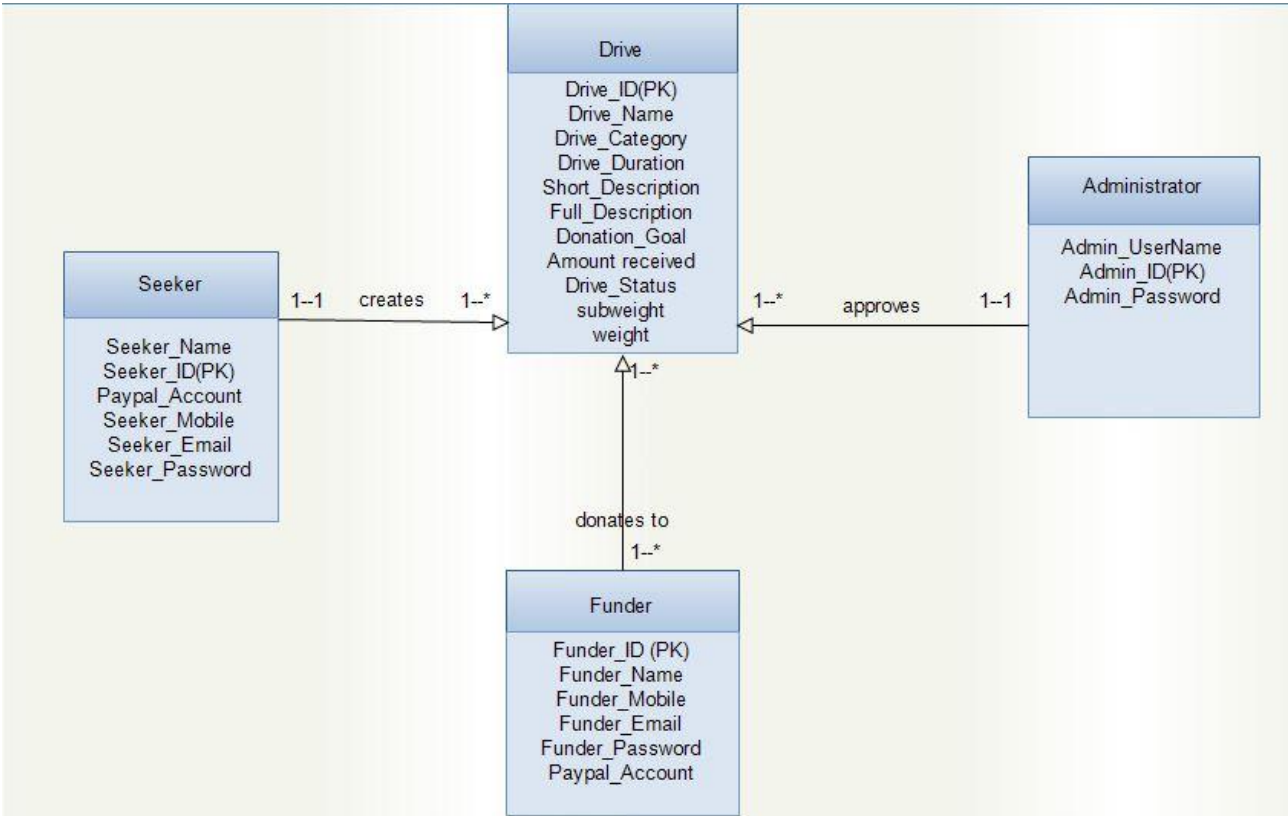 Drive
Drive_ID(PK)
Drive_Name
Drive_Category
Drive_Duration
Short_Description
Full_Description
Donation_Goal
Amount received
Drive_Status
subweight
weight
Seeker
Seeker_Name
Seeker_ID(PK)
Paypal_Account
Seeker_Mobile
Seeker_Email
Seeker_Password
1--1 creates 1--*
Administrator
Admin_UserName
Admin_ID(PK)
Admin_Password
1--* approves 1--1
1--*
donates to
1--*
Funder
Funder_ID (PK)
Funder_Name
Funder_Mobile
Funder_Email
Funder_Password
Paypal_Account